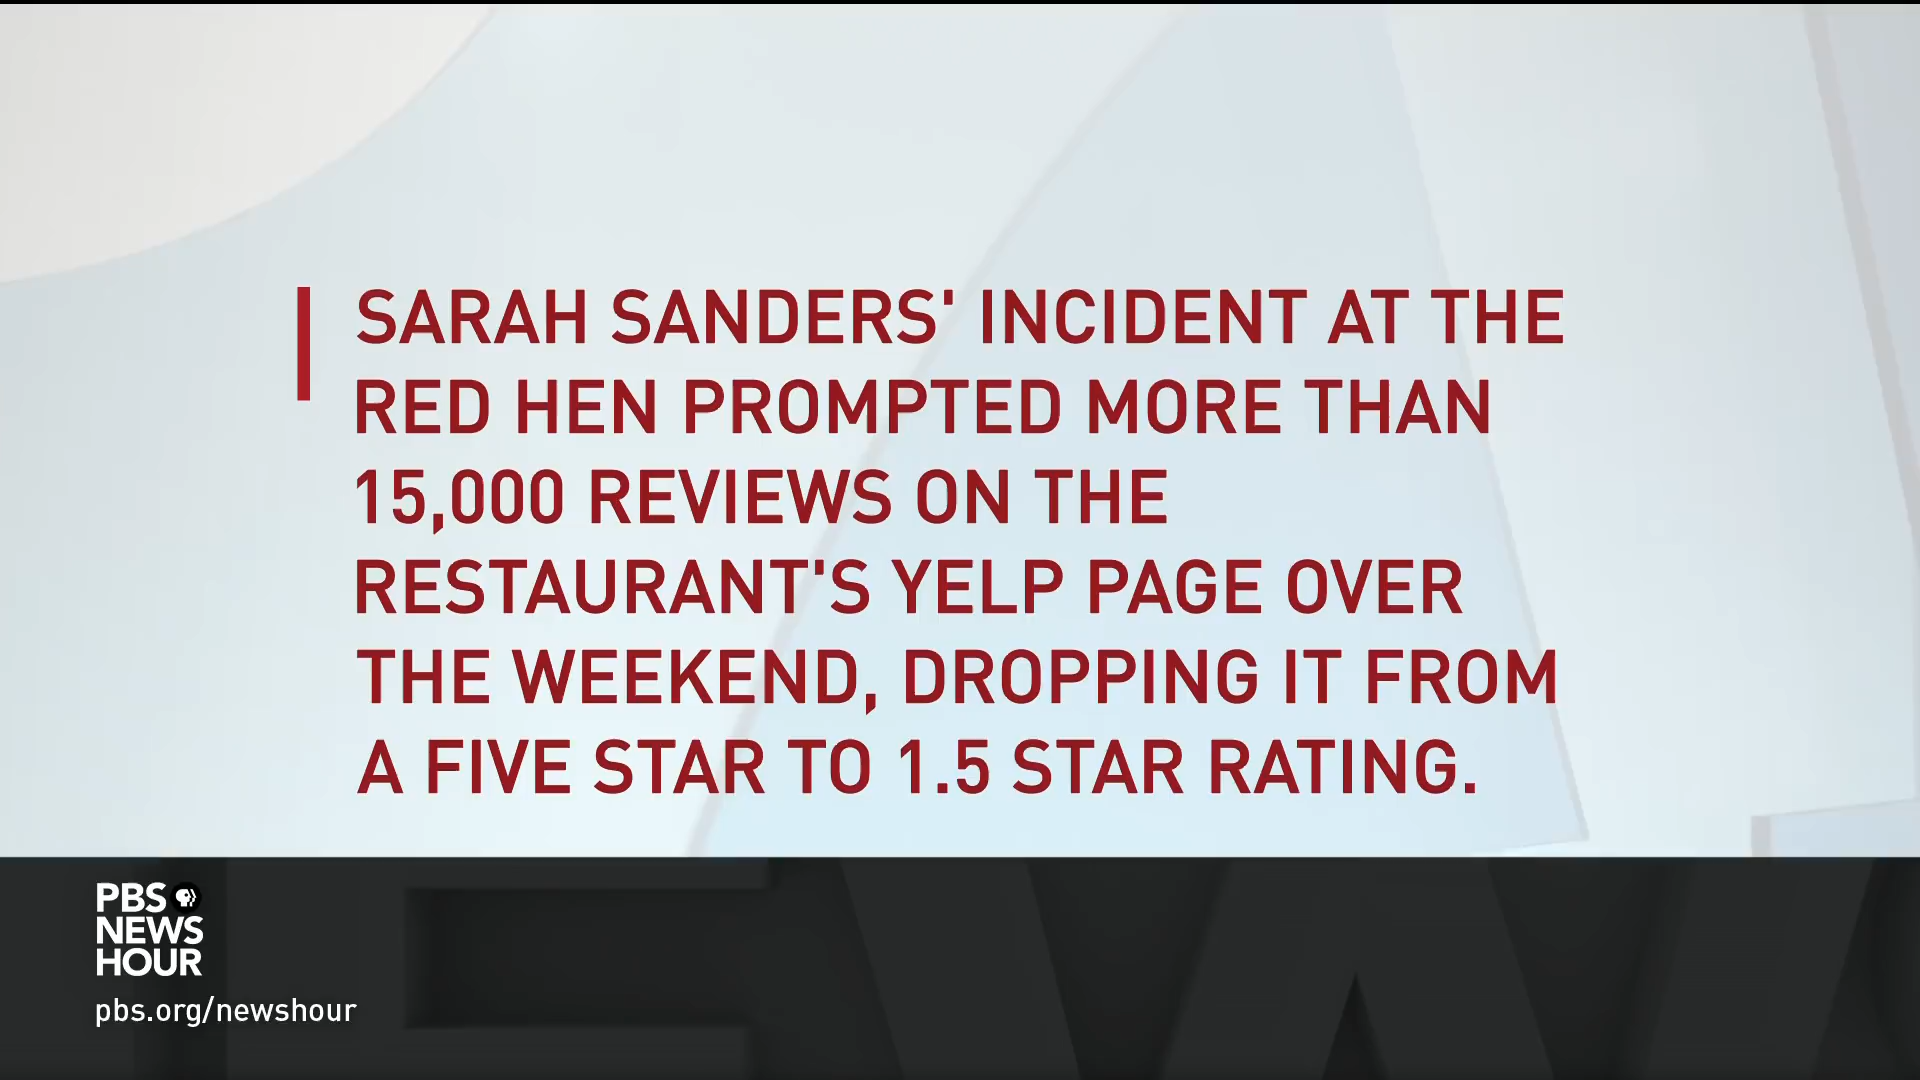 SARAH SANDERS' INCIDENT AT THE
RED HEN PROMPTED MORE THAN
15,000 REVIEWS ON THE
RESTAURANT'S YELP PAGE OVER
THE WEEKEND, DROPPING IT FROM
A FIVE STAR TO 1.5 STAR RATING.
PBS
NEWS
HOUR
pbs.org/newshour